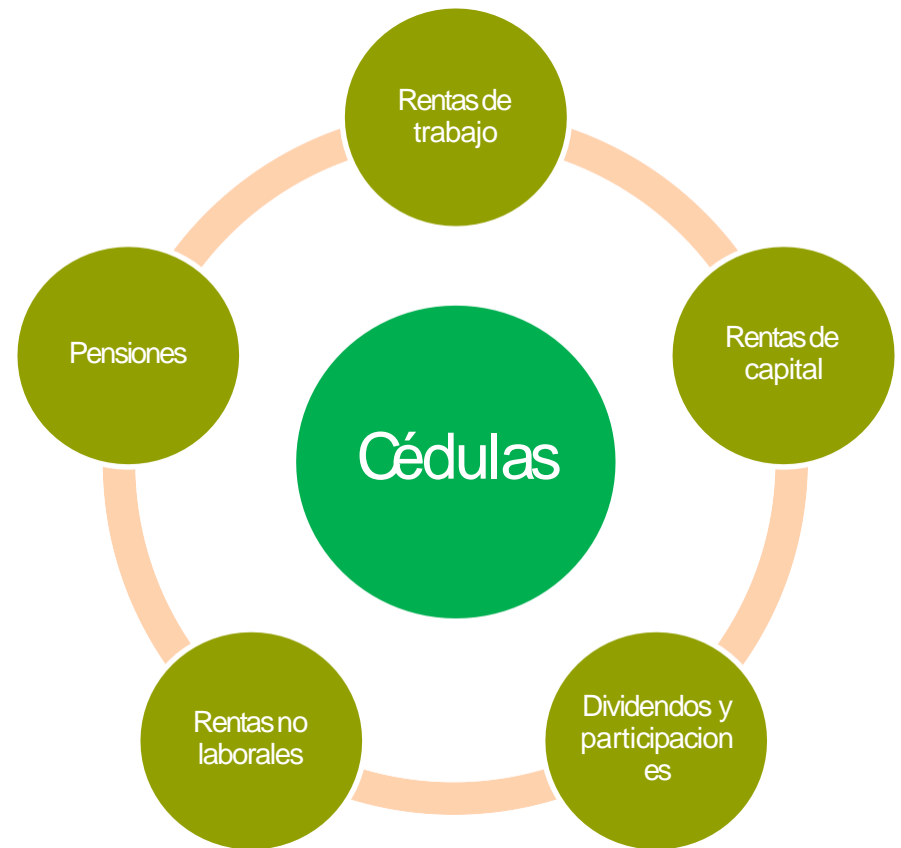 Rentas de
trabajo
Pensiones
Rentas de
capital
Cédulas
Rentas no
laborales
Dividendos y
participacion
es